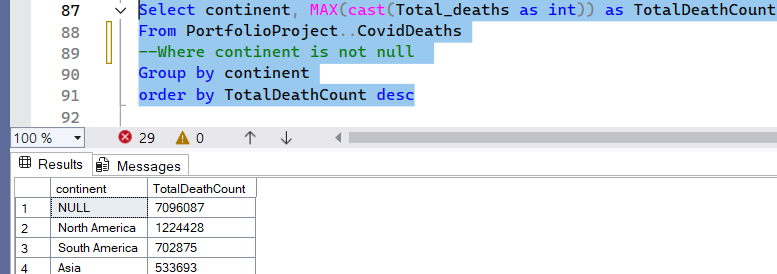 87 Select continent, MAX(cast(Total_deaths as int)) as TotalDeathCount
88 From PortfolioProject..CovidDeaths
89 --Where continent is not null
90 Group by continent
91 order by TotalDeathCount desc
92
100 % 29 0
Results Messages
continent TotalDeathCount
1 NULL 7096087
2 North America 1224428
3 South America 702875
4 Asia 533693